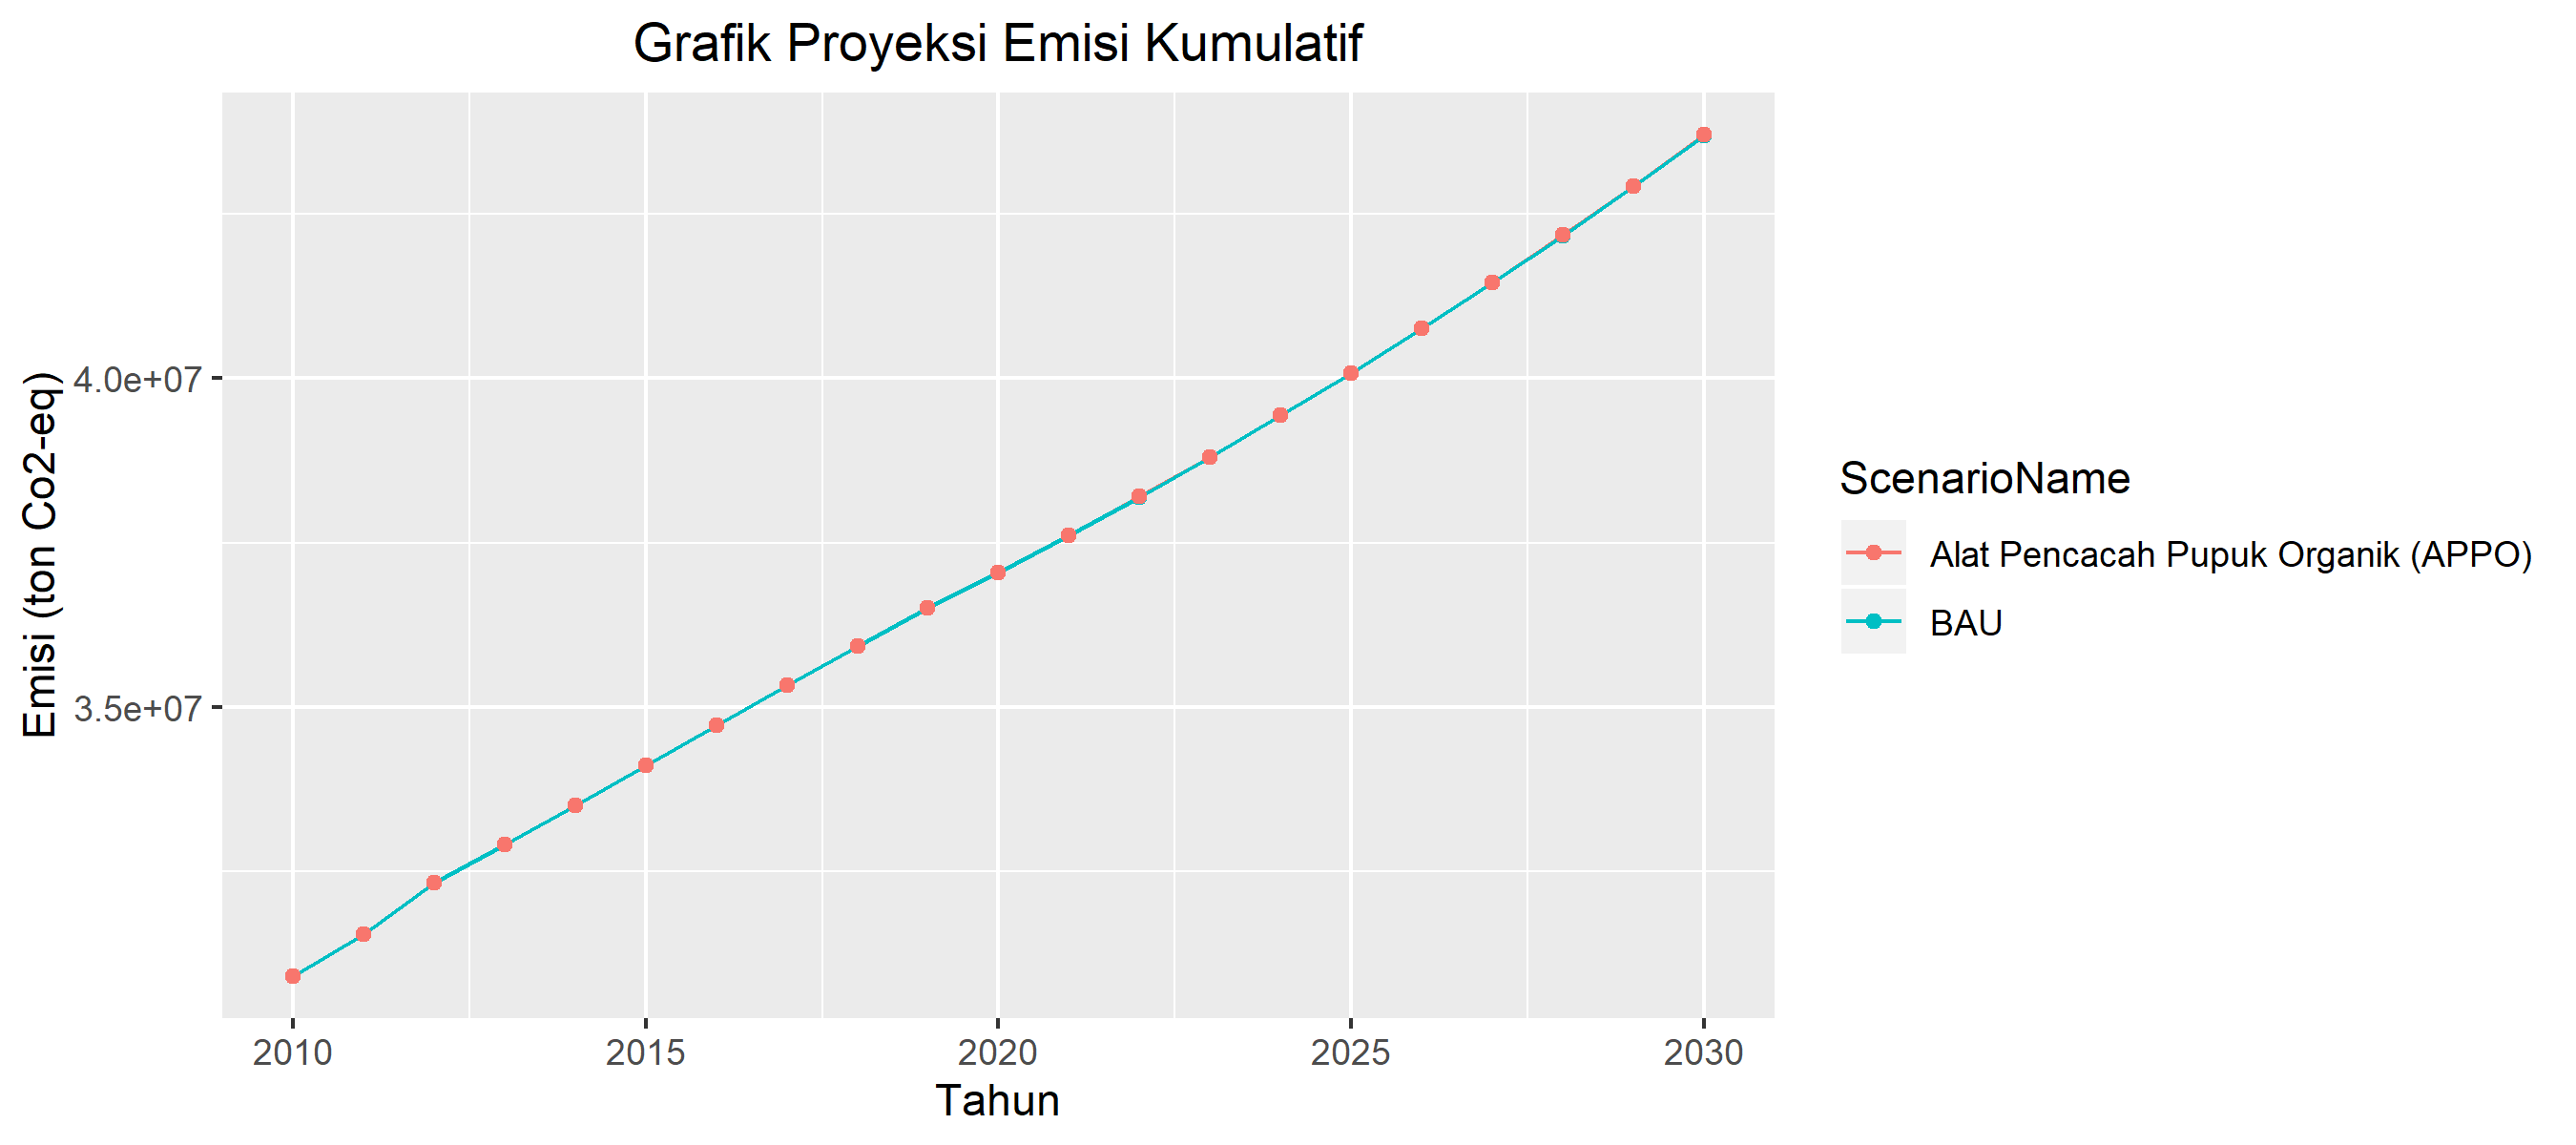 Grafik Proyeksi Emisi Kumulatif
Emisi (ton Co2-eq)
4.0e+07
3.5e+07
2010 2015 2020 2025 2030
Tahun
ScenarioName
Alat Pencacah Pupuk Organik (APPO)
BAU